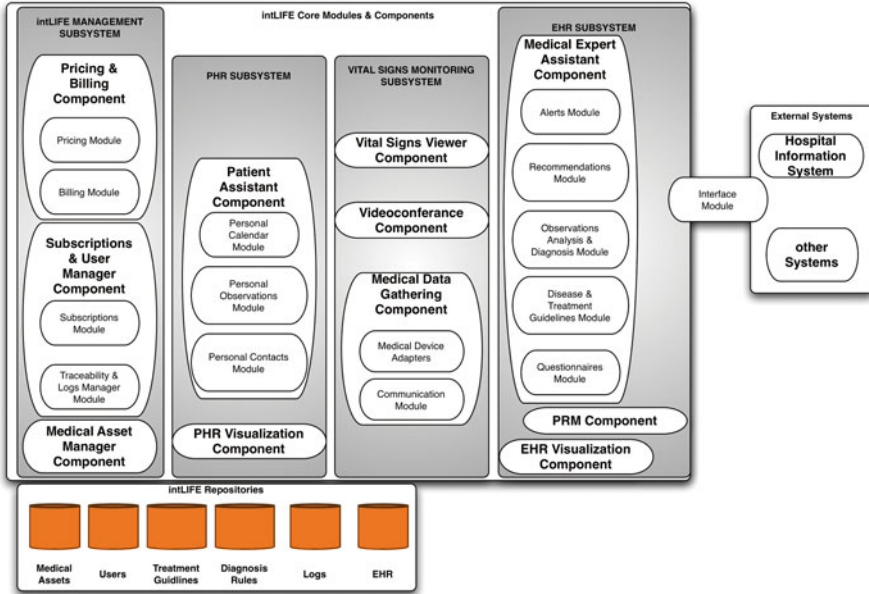 intLIFE Core Modules & Components
intLIFE MANAGEMENT
SUBSYSTEM
Pricing &
Billing
Component
Pricing Module
Billing Module
Subscriptions
& User
Manager
Component
Subscriptions
Module
Traceability &
Logs Manager
Module
Medical Asset
Manager
Component
PHR SUBSYSTEM
Patient
Assistant
Component
Personal
Calendar
Module
Personal
Observations
Module
Personal Contacts
Module
PHR Visualization
Component
VITAL SIGNS MONITORING
SUBSYSTEM
Vital Signs Viewer
Component
Videoconferance
Component
Medical Data
Gathering
Component
Medical Device
Adapters
Communication
Module
EHR SUBSYSTEM
Medical Expert
Assistant
Component
Alerts Module
Recommendations
Module
Observations
Analysis &
Diagnosis Module
Disease &
Treatment
Guidelines Module
Questionnaires
Module
PRM Component
EHR Visualization
Component
Interface
Module
External Systems
Hospital
Information
System
other
Systems
intLIFE Repositories
Medical
Assets
Users
Treatment
Guidlines
Diagnosis
Rules
Logs
EHR